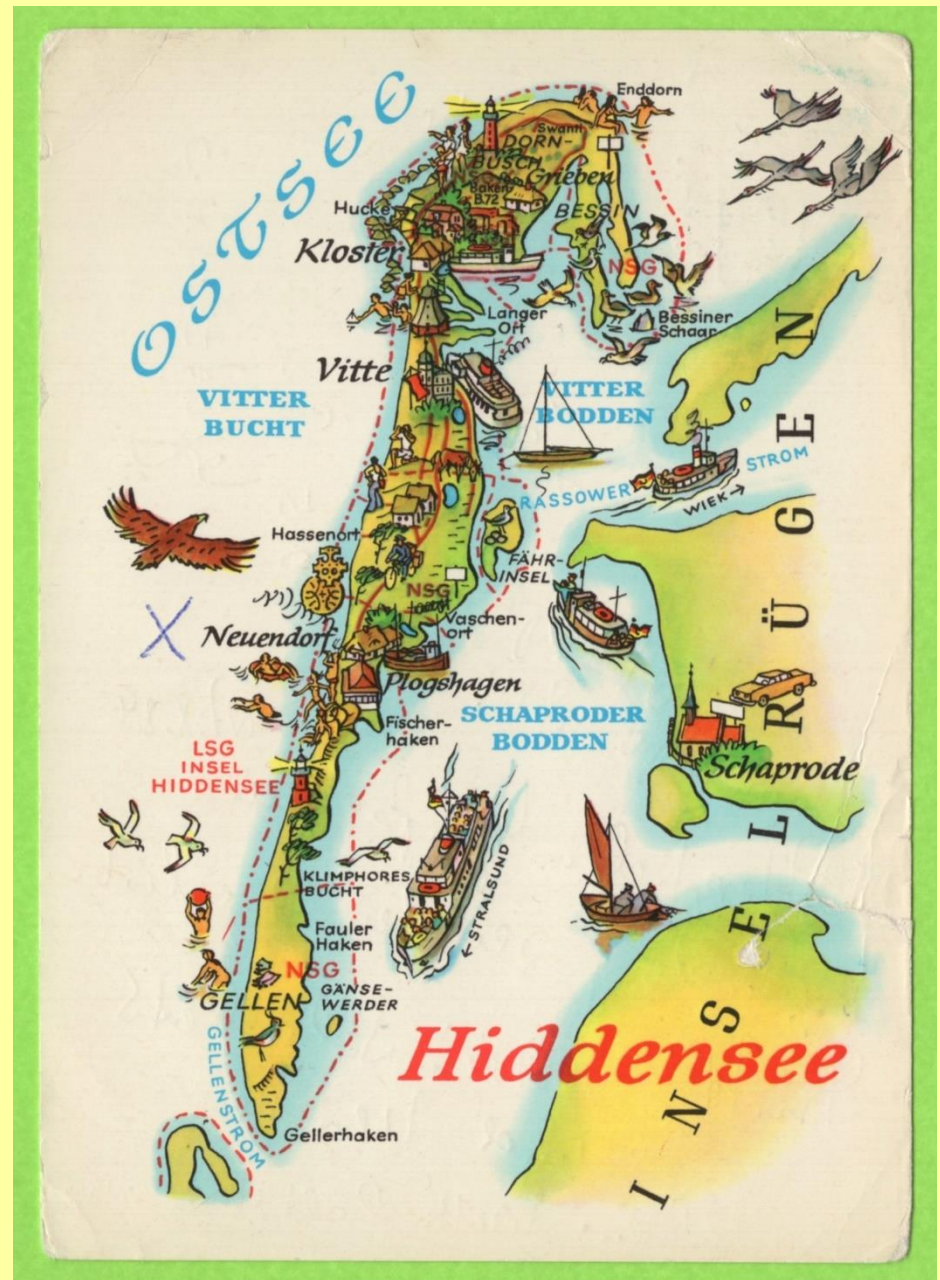 OSTSEE
Enddorn
Swanti
DORN-
BUSCH
Grieben
Bakenberg
B.72
Hucke
BESSIN
Kloster
NSG
Langer
Ort
Bessiner
Schaar
Vitte
VITTER
BUCHT
VITTER
BODDEN
RASSOWER
STROM
WIEK→
Hassenort
FÄHR-
INSEL
NSG
Vaschen-
ort
Neuendorf
Plogshagen
Fischer-
haken
SCHAPRODER
BODDEN
Schaprode
LSG
INSEL
HIDDENSEE
KLIMPHORES
BUCHT
←STRALSUND
Fauler
Haken
NSG
GELLEN
GÄNSE-
WERDER
GELLENSTROM
Gellerhaken
Hiddensee
INSEL RÜGEN
X